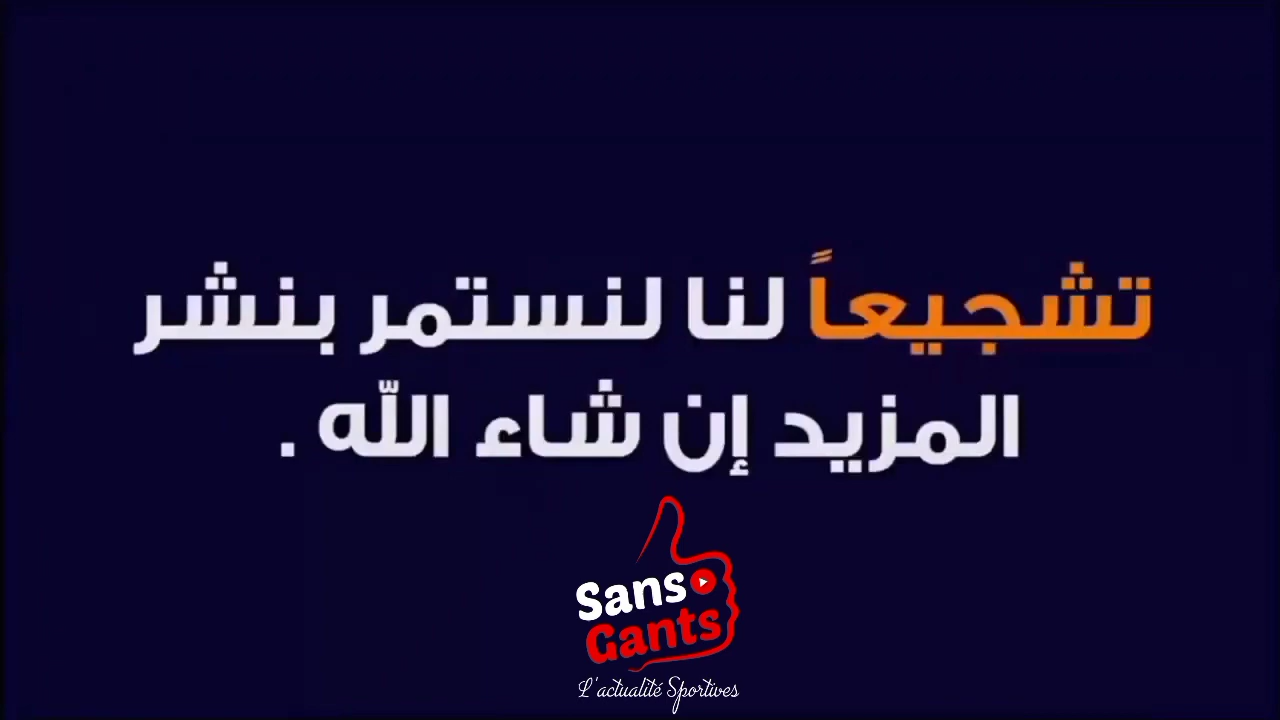 تشجيعاً لنا لنستمر بنشر
المزيد إن شاء اللّه .
Sans
Gants
L'actualité Sportives